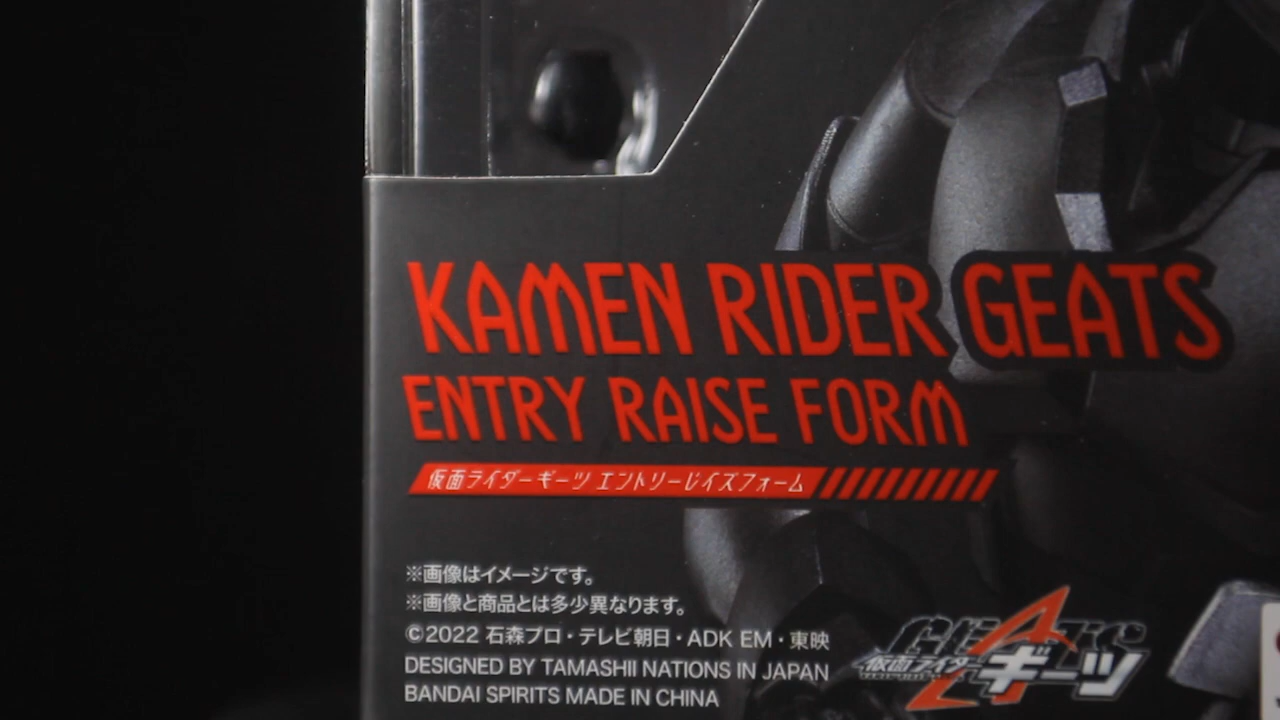 KAMEN RIDER GEATS
ENTRY RAISE FORM
仮面ライダーギーツ エントリーレイズフォーム
※画像はイメージです。
※画像と商品とは多少異なります。
©2022 石森プロ・テレビ朝日・ADK EM・東映
DESIGNED BY TAMASHII NATIONS IN JAPAN
BANDAI SPIRITS MADE IN CHINA
GEATS
仮面ライダーギーツ